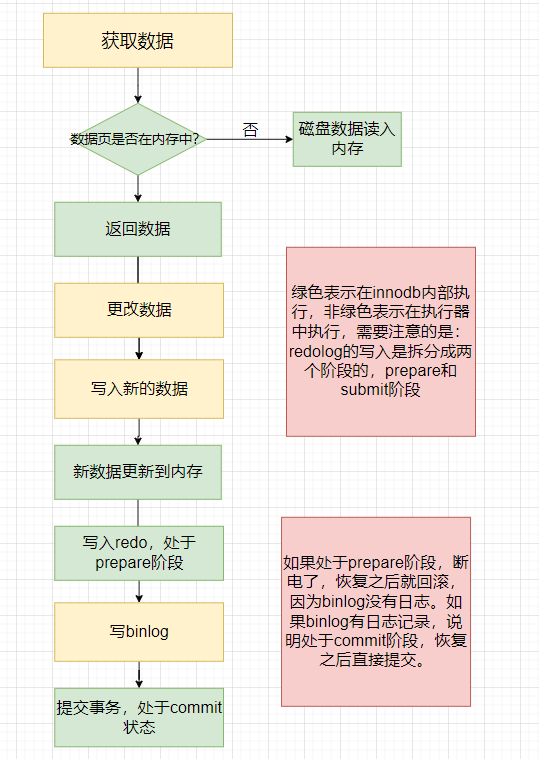 获取数据
数据页是否在内存中?
否
磁盘数据读入
内存
返回数据
更改数据
写入新的数据
新数据更新到内存
写入redo，处于
prepare阶段
写binlog
提交事务，处于commit
状态
绿色表示在innodb内部执
行，非绿色表示在执行器
中执行，需要注意的是：
redolog的写入是拆分成两
个阶段的，prepare和
submit阶段
如果处于prepare阶段，断
电了，恢复之后就回滚，
因为binlog没有日志。如
果binlog有日志记录，说
明处于commit阶段，恢复
之后直接提交。